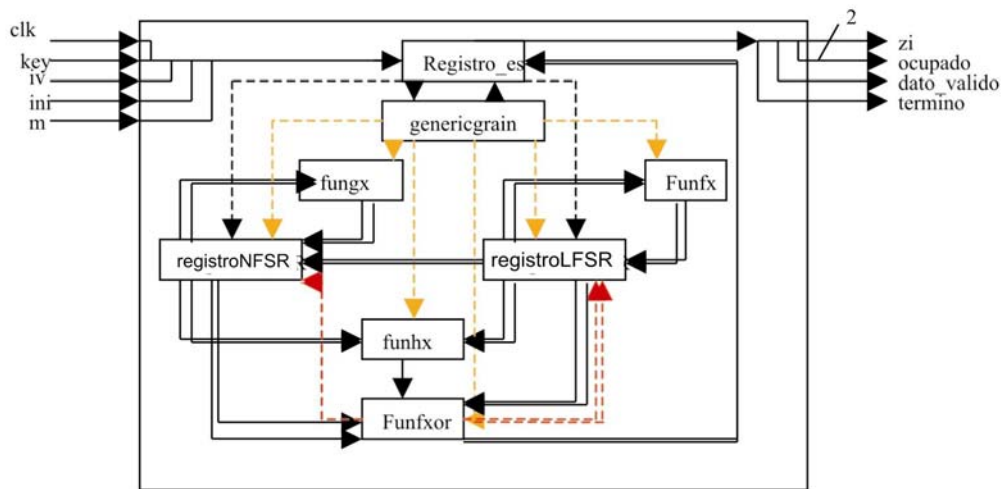 clk
key
iv
ini
m
2
zi
ocupado
dato_valido
termino
Registro_es
genericgrain
fungx
Funfx
registroNFSR
registroLFSR
funhx
Funfxor